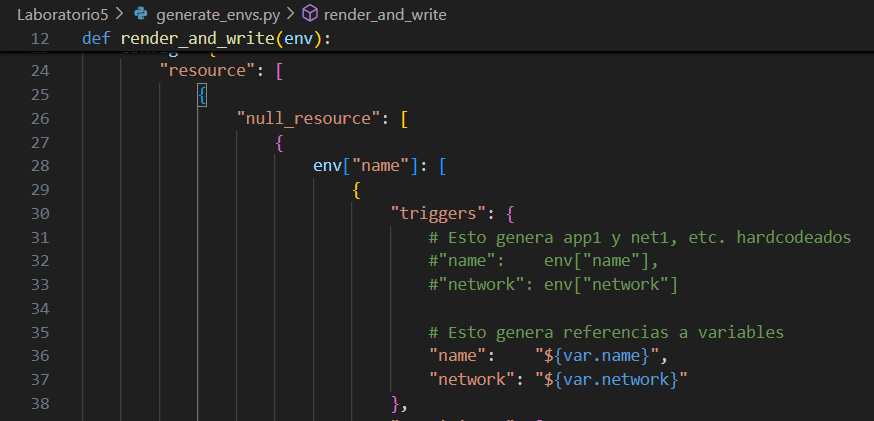 Laboratorio5 > generate_envs.py > render_and_write
12 def render_and_write(env):
24 "resource": [
25 {
26 "null_resource": [
27 {
28 env["name"]: [
29 {
30 "triggers": {
31 # Esto genera app1 y net1, etc. hardcodeados
32 #"name":    env["name"],
33 #"network": env["network"]
34
35 # Esto genera referencias a variables
36 "name":    "${var.name}",
37 "network": "${var.network}"
38 },